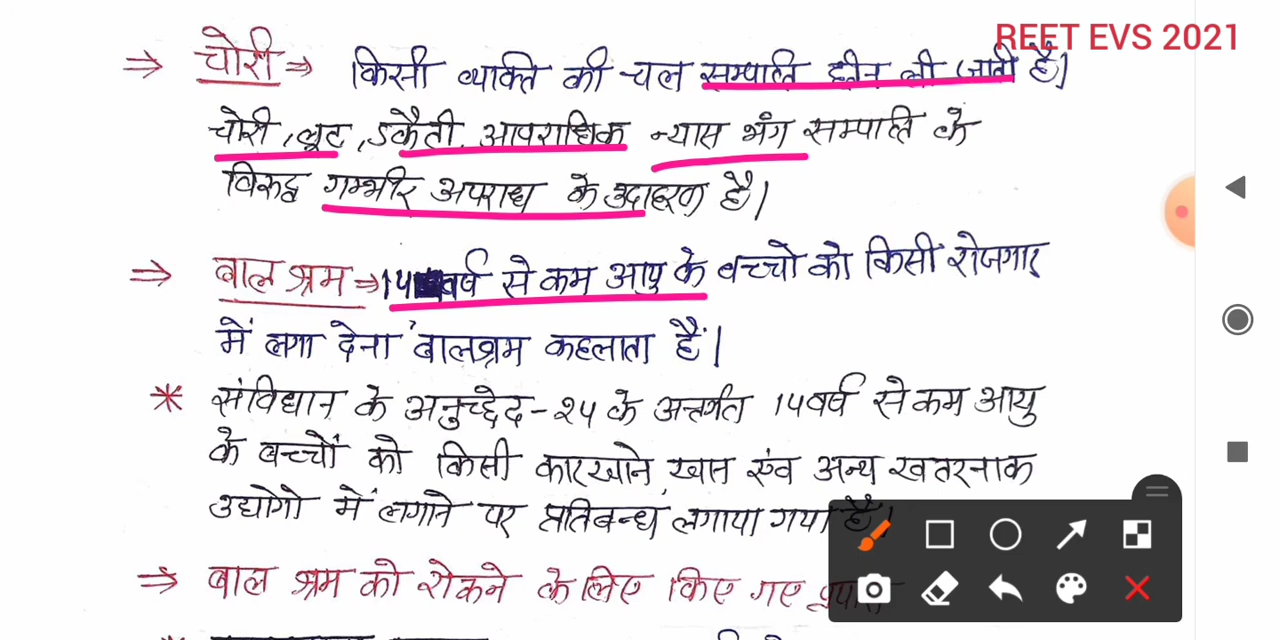 REET EVS 2021
⇒ चोरी ⇒ किसी व्यक्ति की चल सम्पत्ति छीन ली जाती है।
चोरी, लूट, डकैती, आपराधिक न्यास भंग सम्पत्ति के
विरुद्ध गम्भीर अपराध के उदाहरण है।
⇒ बाल श्रम ⇒ 14 वर्ष से कम आयु के बच्चो को किसी रोजगार
में लगा देना बालश्रम कहलाता हैं।
* संविधान के अनुच्छेद-24 के अन्तर्गत 14 वर्ष से कम आयु
के बच्चों को किसी कारखाने, खान एंव अन्य खतरनाक
उद्योगो में लगाने पर प्रतिबन्ध लगाया गया है।
⇒ बाल श्रम को रोकने के लिए किए गए